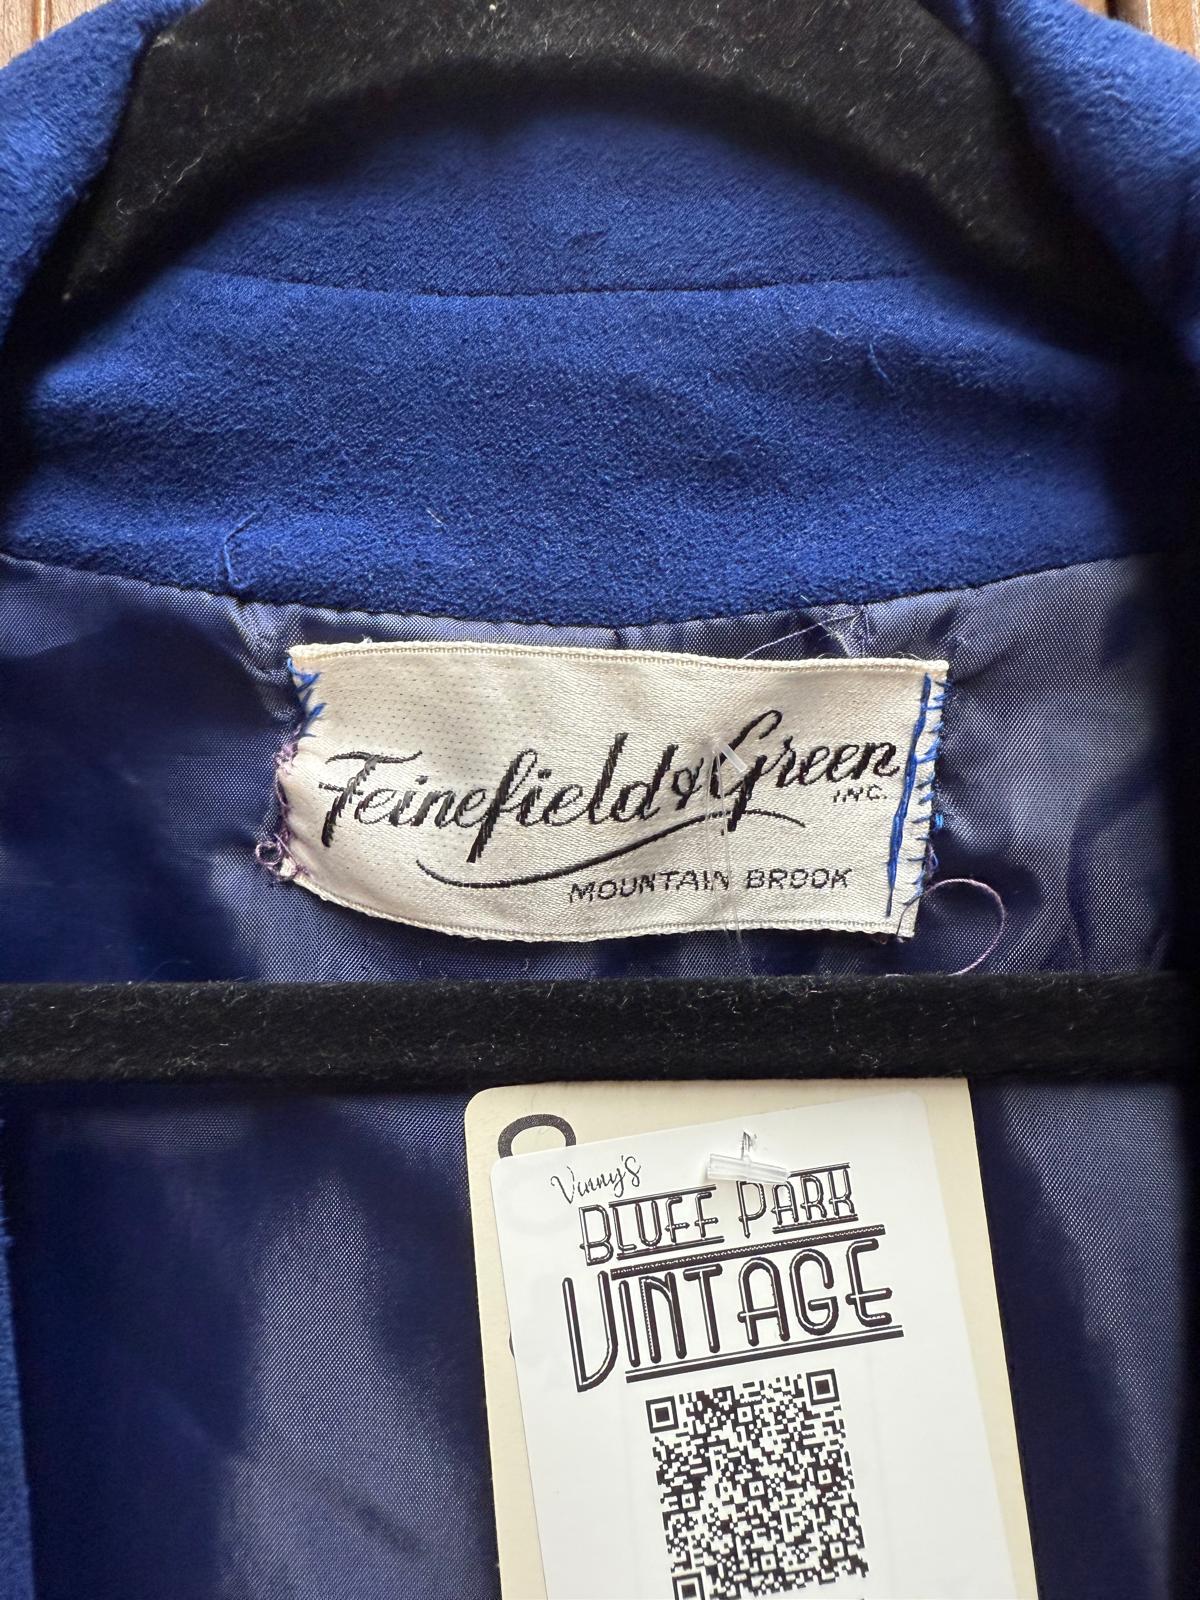 Feinefield & Green
INC.
MOUNTAIN BROOK
Vinny's
BLUFF PARK
VINTAGE